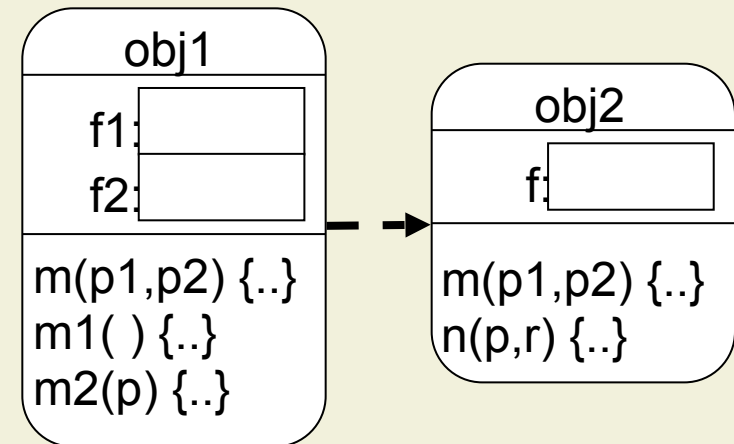 obj1
f1:
f2:
m(p1,p2) {..}
m1( ) {..}
m2(p) {..}
obj2
f:
m(p1,p2) {..}
n(p,r) {..}